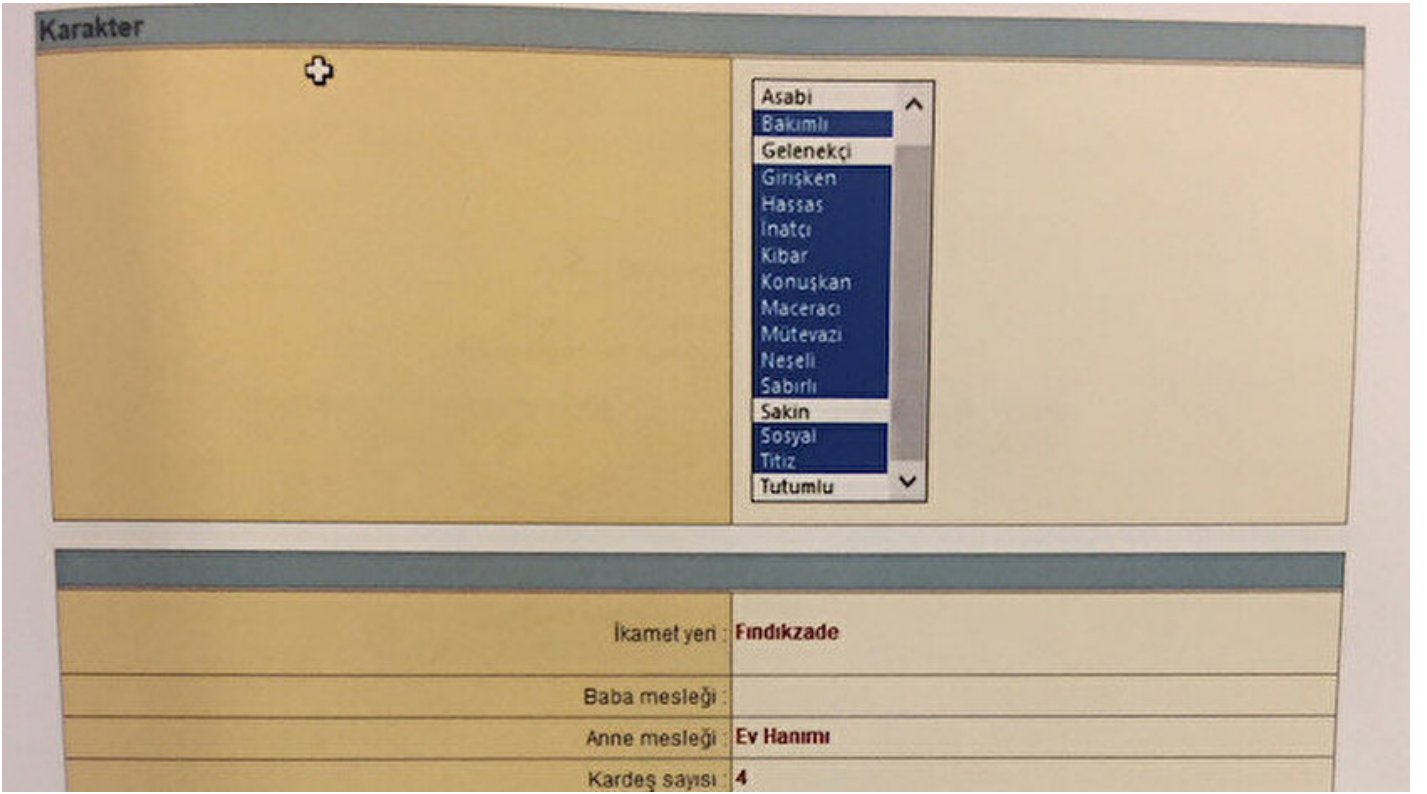 Karakter
Asabi
Bakımlı
Gelenekçi
Girişken
Hassas
İnatçı
Kibar
Konuşkan
Maceracı
Mütevazi
Neşeli
Sabırlı
Sakin
Sosyal
Titiz
Tutumlu
İkamet yeri : Fındıkzade
Baba mesleği :
Anne mesleği : Ev Hanımı
Kardeş sayısı : 4